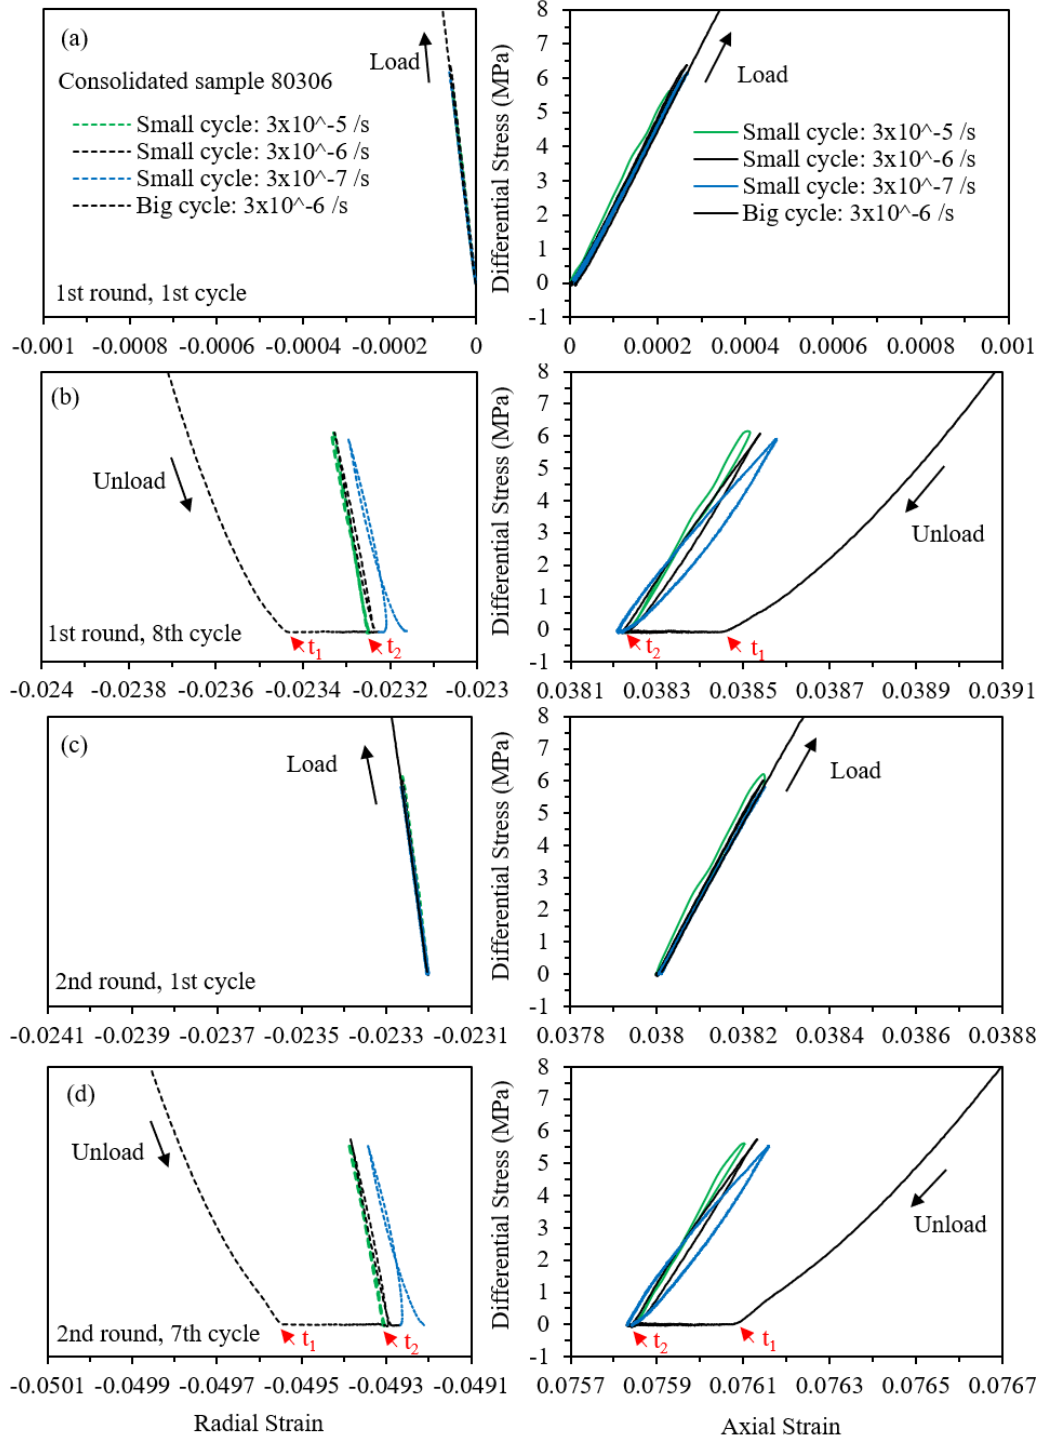 (a)
Load
Consolidated sample 80306
Small cycle: 3x10^-5 /s
Small cycle: 3x10^-6 /s
Small cycle: 3x10^-7 /s
Big cycle: 3x10^-6 /s
1st round, 1st cycle
-0.001 -0.0008 -0.0006 -0.0004 -0.0002 0
Differential Stress (MPa)
8
7
6
5
4
3
2
1
0
-1
Load
Small cycle: 3x10^-5 /s
Small cycle: 3x10^-6 /s
Small cycle: 3x10^-7 /s
Big cycle: 3x10^-6 /s
0 0.0002 0.0004 0.0006 0.0008 0.001
(b)
Unload
1st round, 8th cycle
t1
t2
-0.024 -0.0238 -0.0236 -0.0234 -0.0232 -0.023
Differential Stress (MPa)
8
7
6
5
4
3
2
1
0
-1
Unload
t2
t1
0.0381 0.0383 0.0385 0.0387 0.0389 0.0391
(c)
Load
2nd round, 1st cycle
-0.0241 -0.0239 -0.0237 -0.0235 -0.0233 -0.0231
Differential Stress (MPa)
8
7
6
5
4
3
2
1
0
-1
Load
0.0378 0.038 0.0382 0.0384 0.0386 0.0388
(d)
Unload
2nd round, 7th cycle
t1
t2
-0.0501 -0.0499 -0.0497 -0.0495 -0.0493 -0.0491
Radial Strain
Differential Stress (MPa)
8
7
6
5
4
3
2
1
0
-1
Unload
t2
t1
0.0757 0.0759 0.0761 0.0763 0.0765 0.0767
Axial Strain